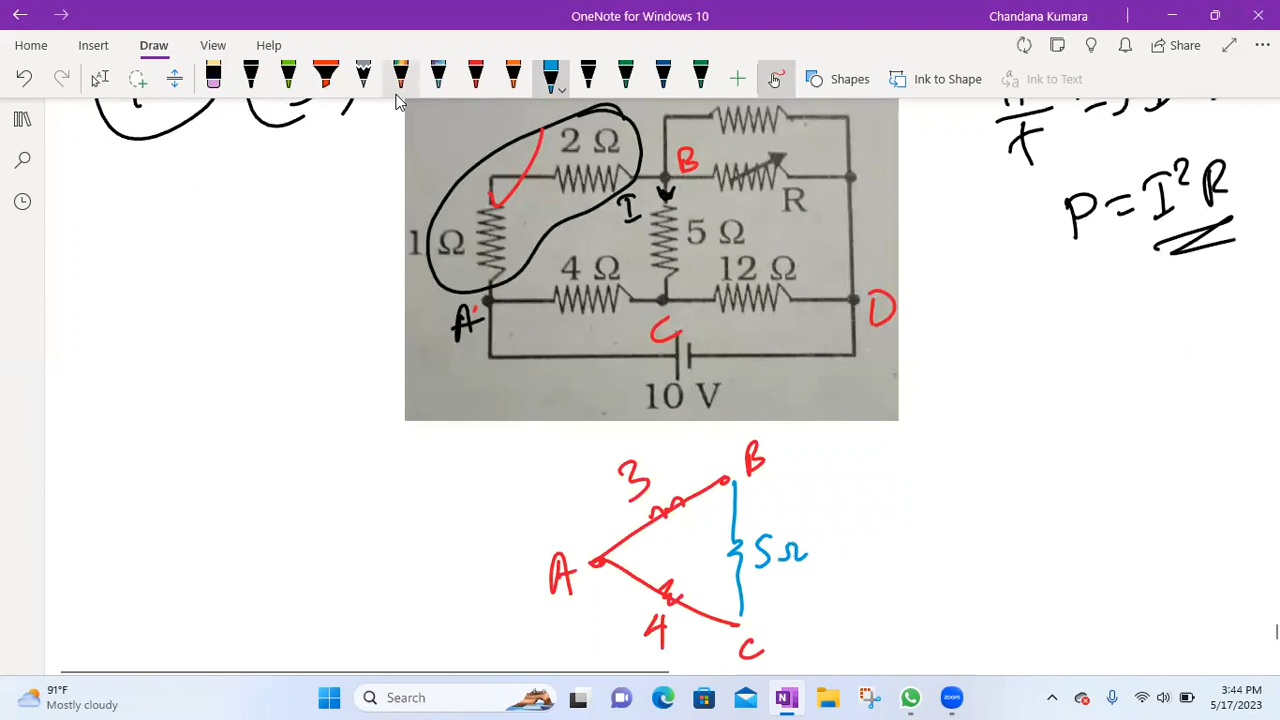 OneNote for Windows 10
Chandana Kumara
Home Insert Draw View Help
Share
Shapes
Ink to Shape
Ink to Text
P = I² R
2 Ω
B
I
R
1 Ω
5 Ω
4 Ω
12 Ω
A
C
D
10 V
3
B
A
5Ω
4
C
91°F
Mostly cloudy
Search
3:44 PM
5/17/2023